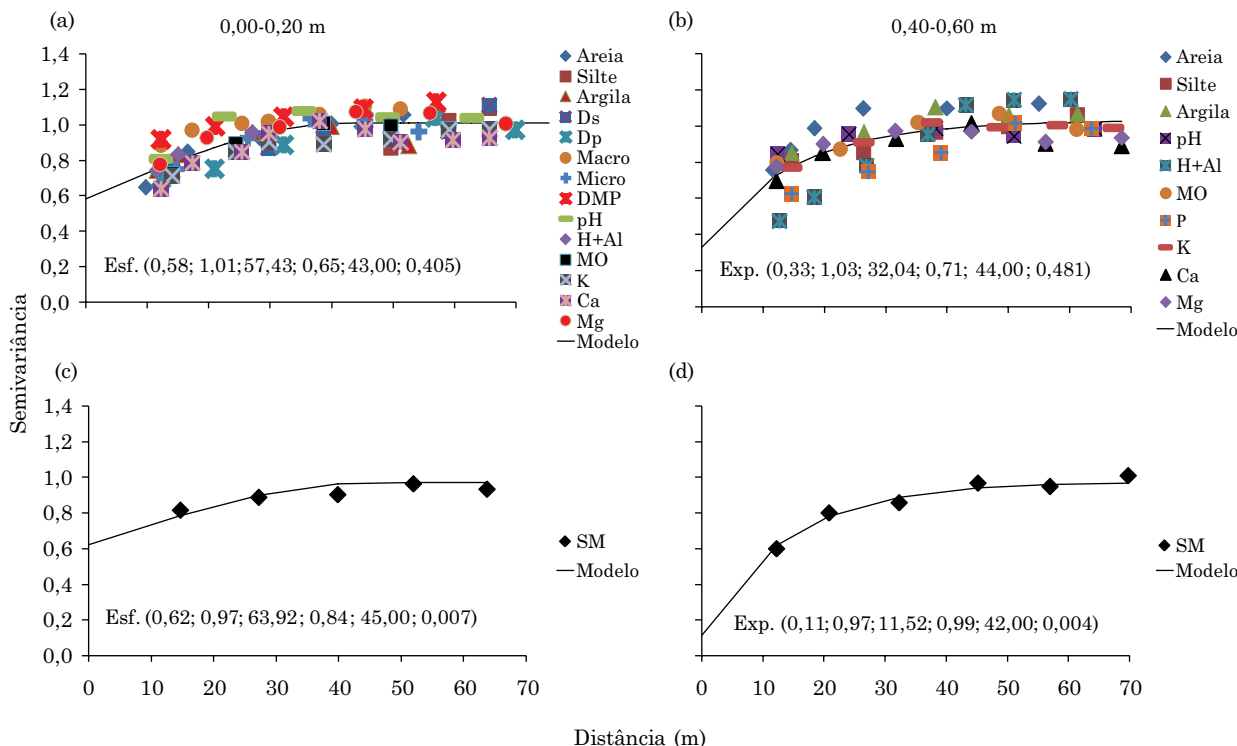 (a)
0,00-0,20 m
1,4
1,2
1,0
0,8
0,6
0,4
0,2
0,0
Esf. (0,58; 1,01;57,43; 0,65;43,00; 0,405)
Areia
Silte
Argila
Ds
Dp
Macro
Micro
DMP
pH
H+Al
MO
K
Ca
Mg
Modelo
(b)
0,40-0,60 m
Exp. (0,33; 1,03; 32,04; 0,71; 44,00; 0,481)
Areia
Silte
Argila
pH
H+Al
MO
P
K
Ca
Mg
Modelo
Semivariância
(c)
1,4
1,2
1,0
0,8
0,6
0,4
0,2
0,0
Esf. (0,62; 0,97; 63,92; 0,84; 45,00; 0,007)
SM
Modelo
0 10 20 30 40 50 60 70
(d)
Exp. (0,11; 0,97; 11,52; 0,99; 42,00; 0,004)
SM
Modelo
0 10 20 30 40 50 60 70
Distância (m)